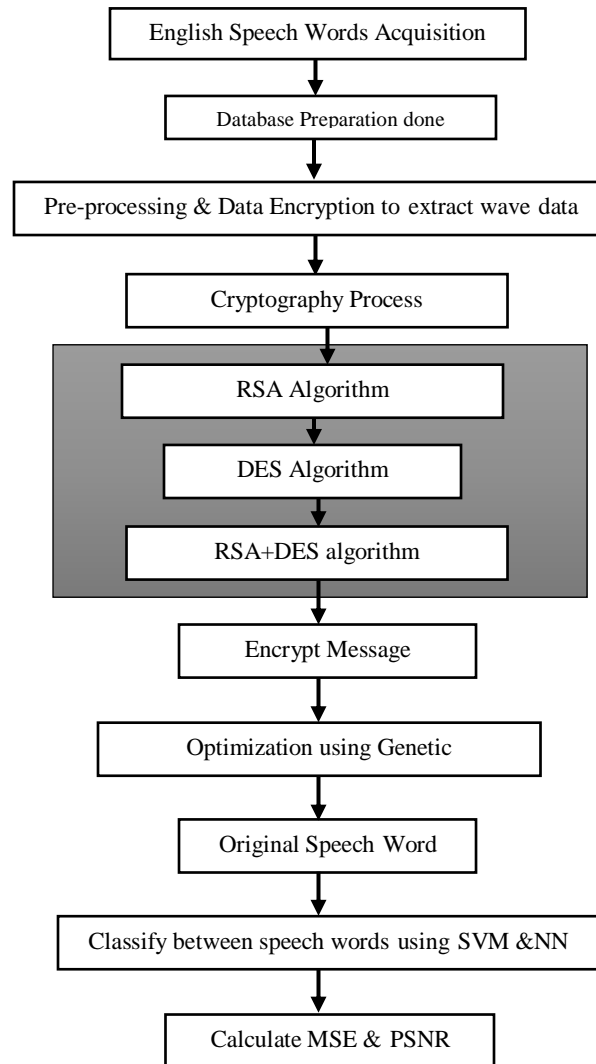 English Speech Words Acquisition
Database Preparation done
Pre-processing & Data Encryption to extract wave data
Cryptography Process
RSA Algorithm
DES Algorithm
RSA+DES algorithm
Encrypt Message
Optimization using Genetic
Original Speech Word
Classify between speech words using SVM &NN
Calculate MSE & PSNR